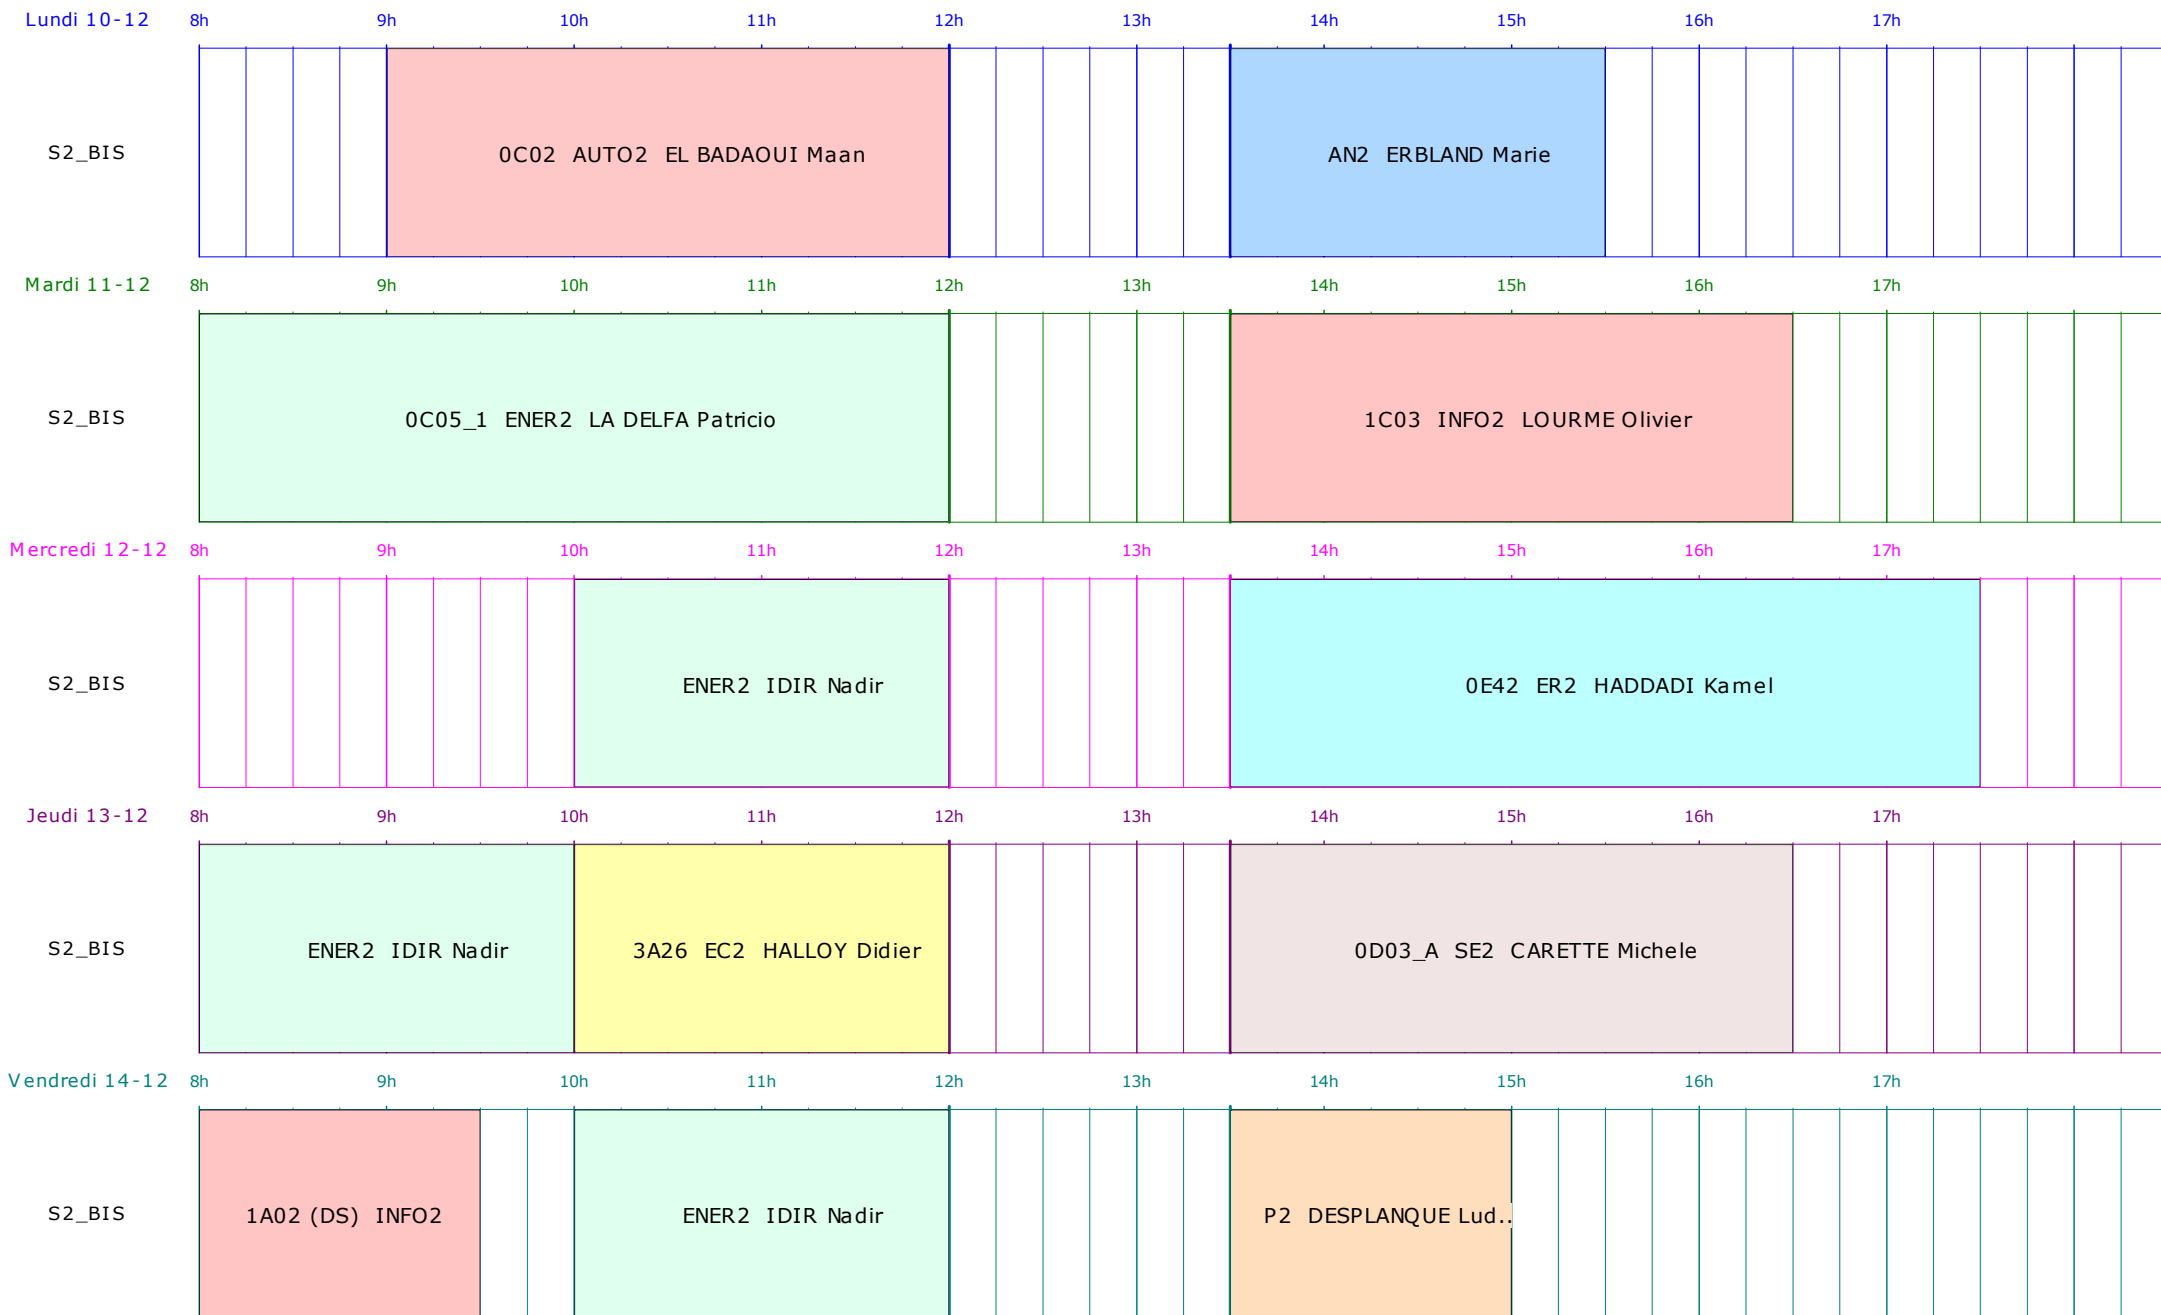 Lundi 10-12 8h 9h 10h 11h 12h 13h 14h 15h 16h 17h
S2_BIS 0C02 AUTO2 EL BADAOUI Maan AN2 ERBLAND Marie
Mardi 11-12 8h 9h 10h 11h 12h 13h 14h 15h 16h 17h
S2_BIS 0C05_1 ENER2 LA DELFA Patricio 1C03 INFO2 LOURME Olivier
Mercredi 12-12 8h 9h 10h 11h 12h 13h 14h 15h 16h 17h
S2_BIS ENER2 IDIR Nadir 0E42 ER2 HADDADI Kamel
Jeudi 13-12 8h 9h 10h 11h 12h 13h 14h 15h 16h 17h
S2_BIS ENER2 IDIR Nadir 3A26 EC2 HALLOY Didier 0D03_A SE2 CARETTE Michele
Vendredi 14-12 8h 9h 10h 11h 12h 13h 14h 15h 16h 17h
S2_BIS 1A02 (DS) INFO2 ENER2 IDIR Nadir P2 DESPLANQUE Lud..